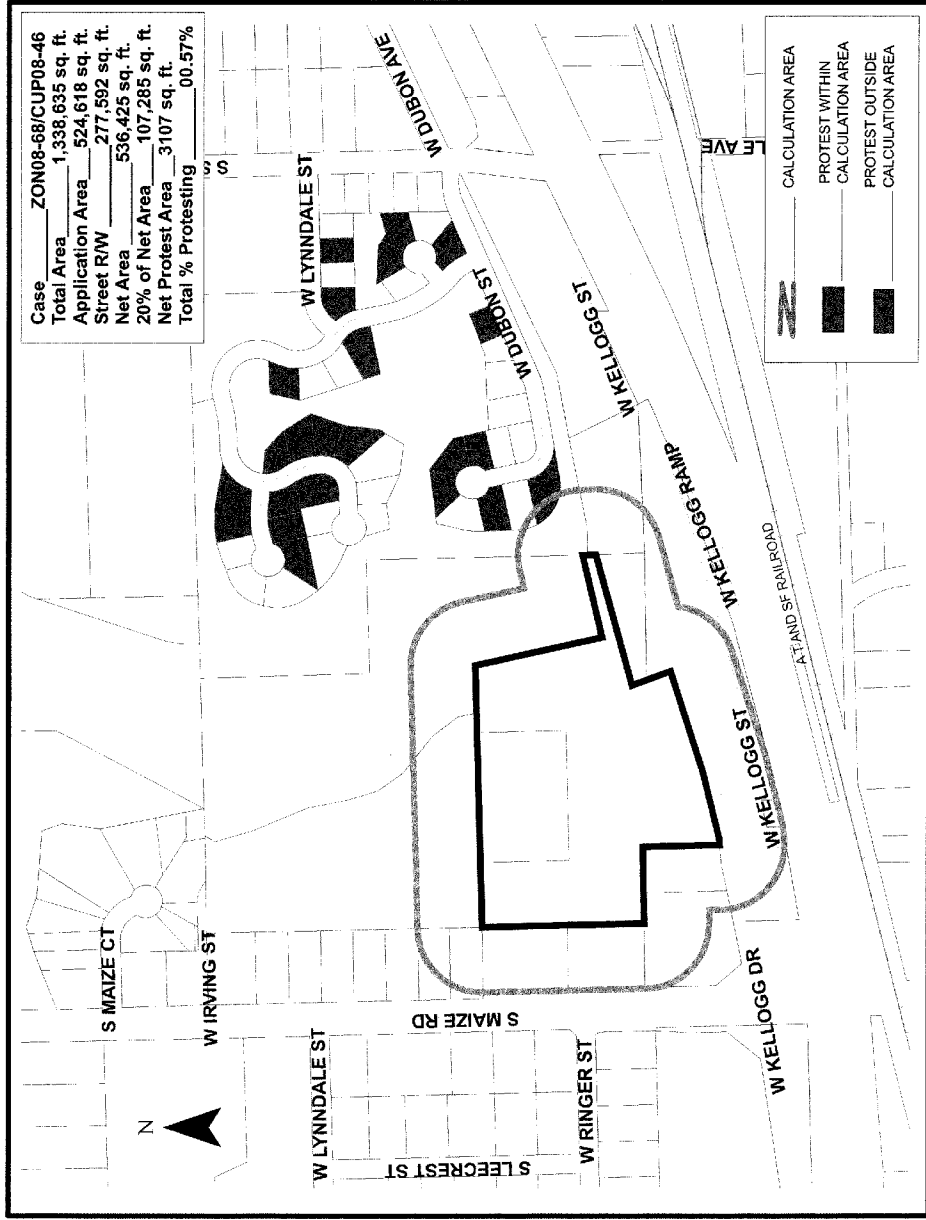 Case ZON08-68/CUP08-46
Total Area 1,338,635 sq. ft.
Application Area 524,618 sq. ft.
Street R/W 277,592 sq. ft.
Net Area 536,425 sq. ft.
20% of Net Area 107,285 sq. ft.
Net Protest Area 3107 sq. ft.
Total % Protesting 00.57%
S MAIZE CT
W IRVING ST
N
W LYNNDALE ST
S LEECREST ST
S MAIZE RD
W RINGER ST
W KELLOGG DR
W LYNNDALE ST
S S
W DUBON AVE
W DUBON ST
W KELLOGG ST
W KELLOGG RAMP
W KELLOGG ST
A T AND SF RAILROAD
LE AVE
CALCULATION AREA
PROTEST WITHIN
CALCULATION AREA
PROTEST OUTSIDE
CALCULATION AREA